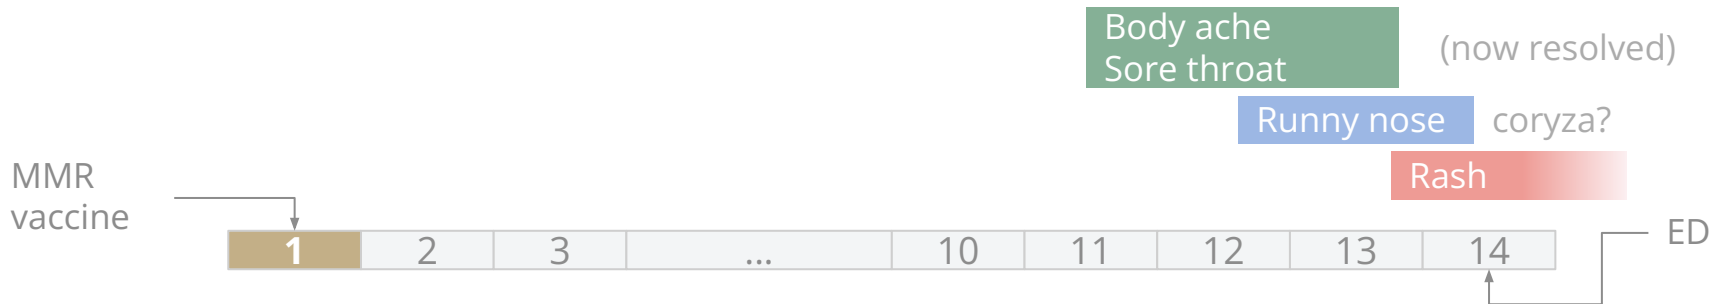 Body ache
Sore throat
(now resolved)
Runny nose
coryza?
Rash
MMR
vaccine
ED
1 2 3 ... 10 11 12 13 14